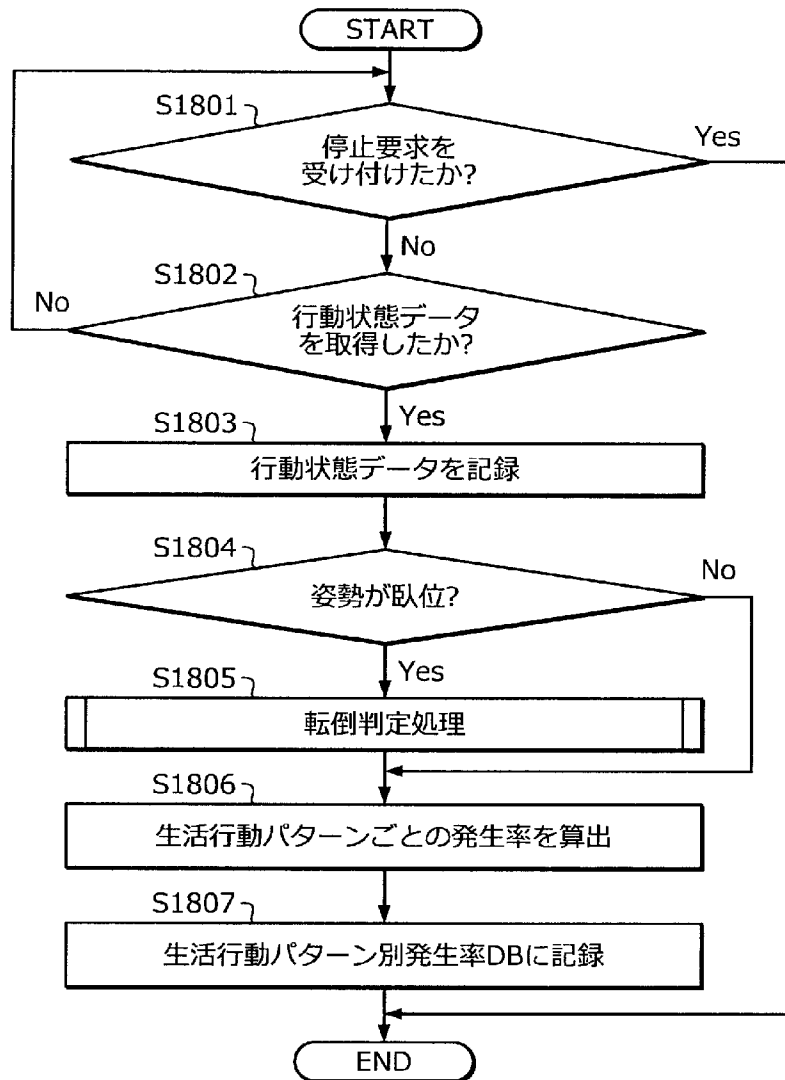 START
S1801
停止要求を
受け付けたか?
Yes
No
S1802
No
行動状態データ
を取得したか?
Yes
S1803
行動状態データを記録
S1804
姿勢が臥位?
No
Yes
S1805
転倒判定処理
S1806
生活行動パターンごとの発生率を算出
S1807
生活行動パターン別発生率DBに記録
END